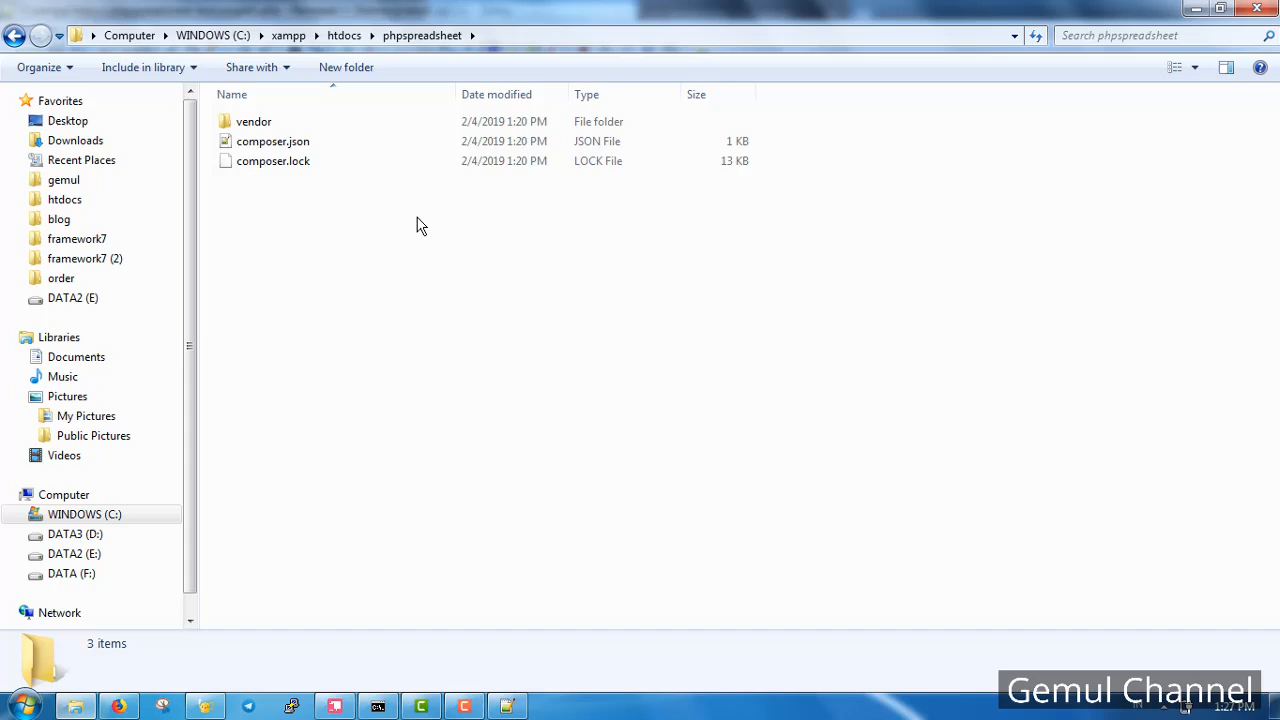 Computer WINDOWS (C:) xampp htdocs phpspreadsheet
Search phpspreadsheet
Organize Include in library Share with New folder
Name Date modified Type Size
Favorites
Desktop
Downloads
Recent Places
gemul
htdocs
blog
framework7
framework7 (2)
order
DATA2 (E)
Libraries
Documents
Music
Pictures
My Pictures
Public Pictures
Videos
Computer
WINDOWS (C:)
DATA3 (D:)
DATA2 (E:)
DATA (F:)
Network
vendor 2/4/2019 1:20 PM File folder
composer.json 2/4/2019 1:20 PM JSON File 1 KB
composer.lock 2/4/2019 1:20 PM LOCK File 13 KB
3 items
Gemul Channel
1:27 PM